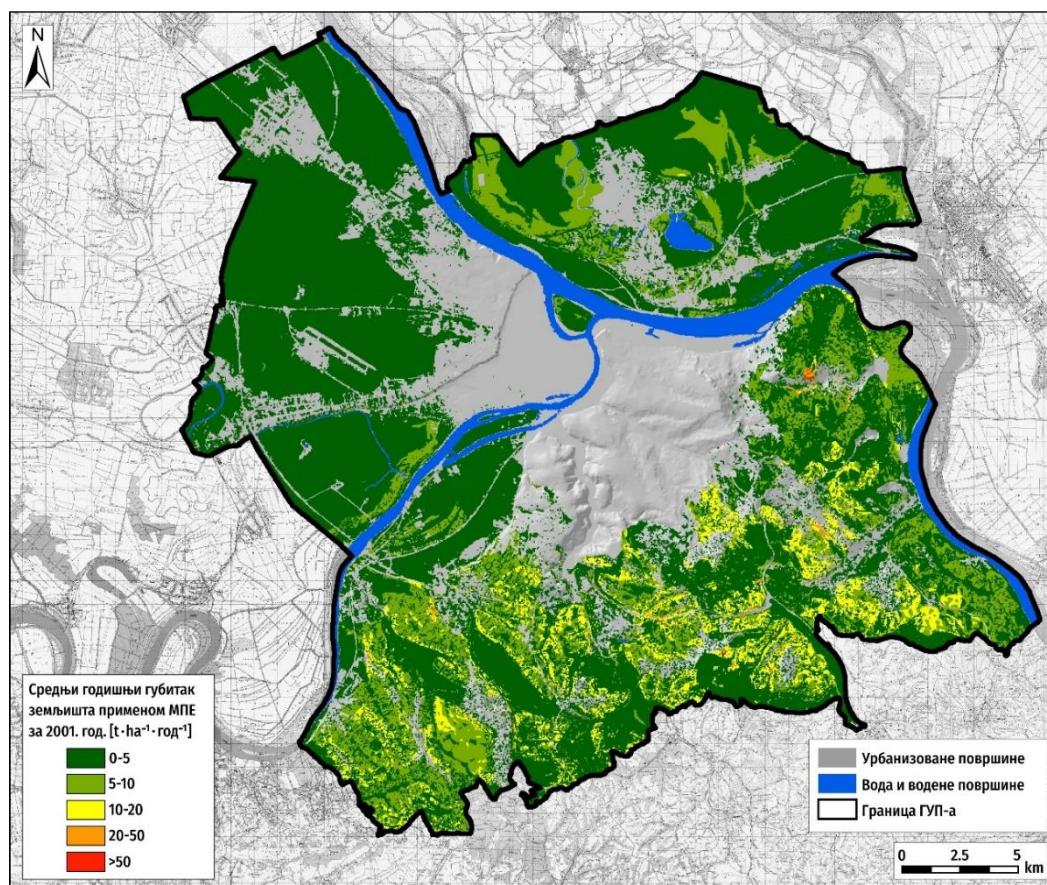 N
Средњи годишњи губитак
земљишта применом МПЕ
за 2001. год. [t·ha⁻¹·год⁻¹]
0-5
5-10
10-20
20-50
>50
Урбанизоване површине
Вода и водене површине
Граница ГУП-а
0 2.5 5
km